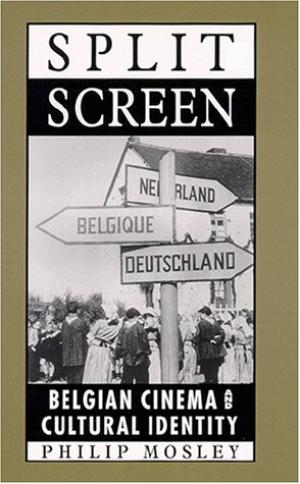 SPLIT
SCREEN
NEDERLAND
BELGIQUE
DEUTSCHLAND
BELGIAN CINEMA AND
CULTURAL IDENTITY
PHILIP MOSLEY